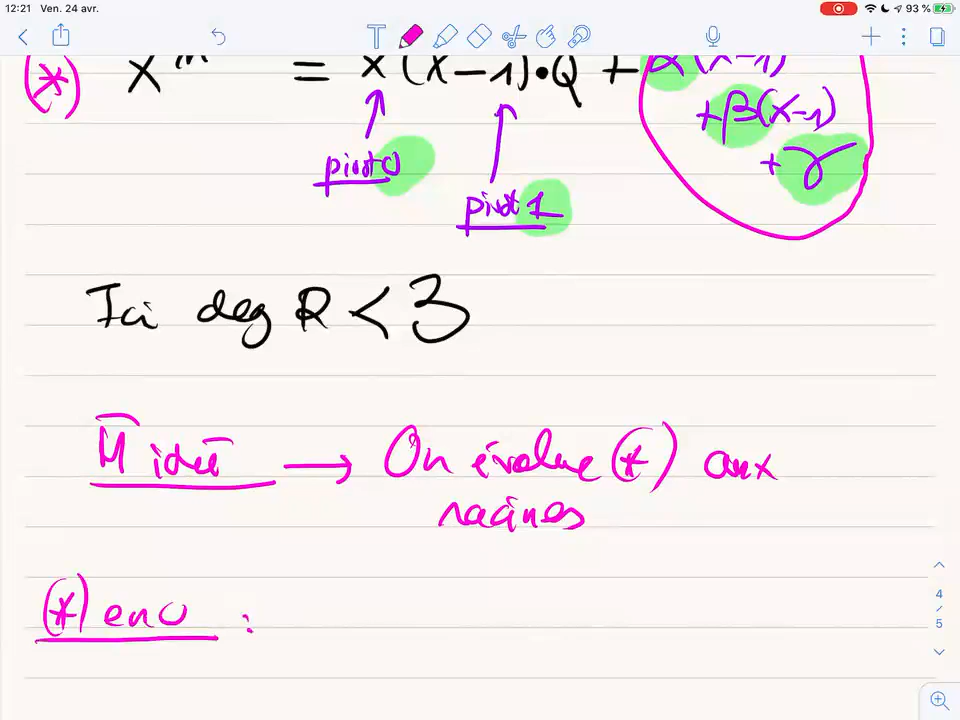 12:21 Ven. 24 avr.
93 %
(*) X^m = X(X-1)•Q + α(X-1)
+β(X-1)
+ γ
pivot 0
pivot 1
Ici deg R < 3
M idée → On évalue (*) aux
racines
(*) en 0 :
4
/
5